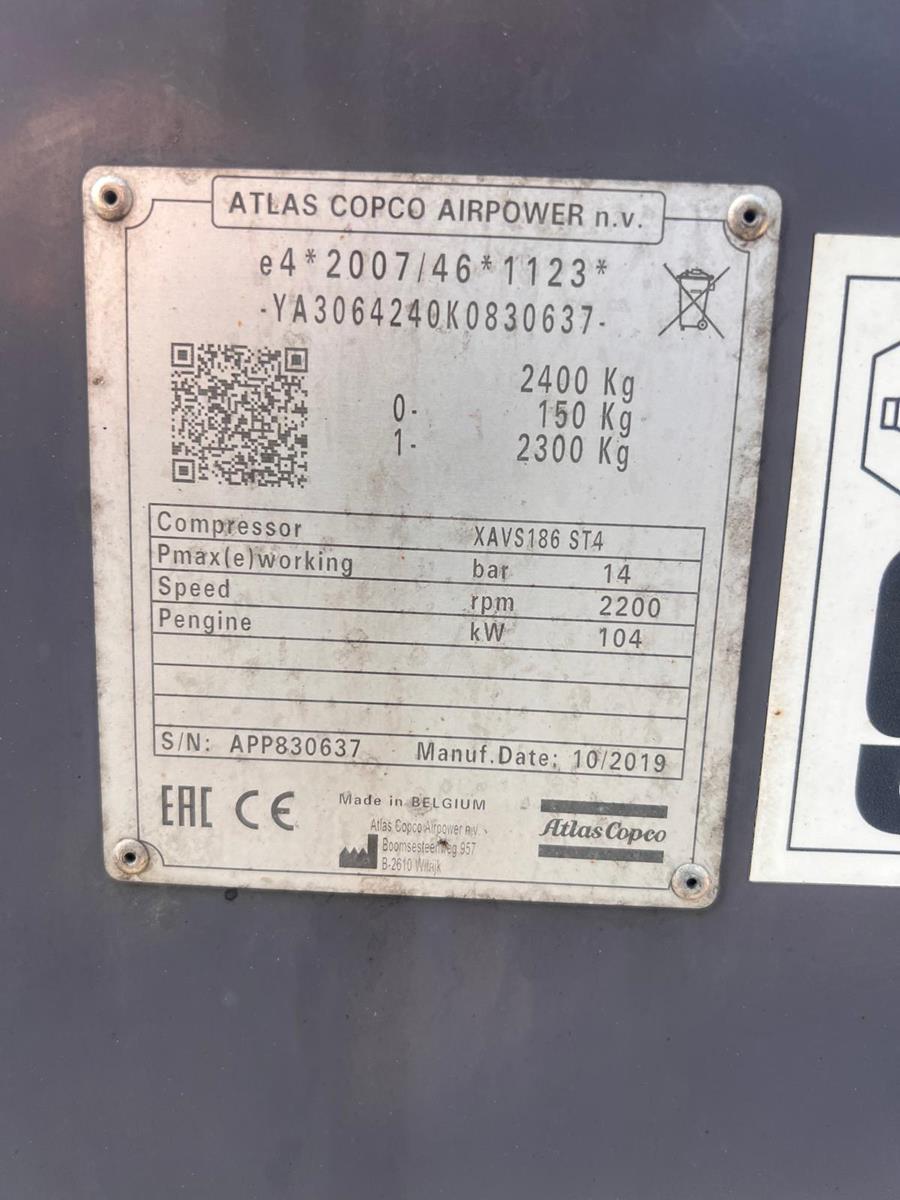 ATLAS COPCO AIRPOWER n.v.
e4*2007/46*1123*
-YA3064240K0830637-
2400 Kg
0- 150 Kg
1- 2300 Kg
Compressor XAVS186 ST4
Pmax(e)working bar 14
Speed rpm 2200
Pengine kW 104
S/N: APP830637 Manuf.Date: 10/2019
EAC CE
Made in BELGIUM
Atlas Copco Airpower n.v.
Boomsesteenweg 957
B-2610 Wilrijk
Atlas Copco